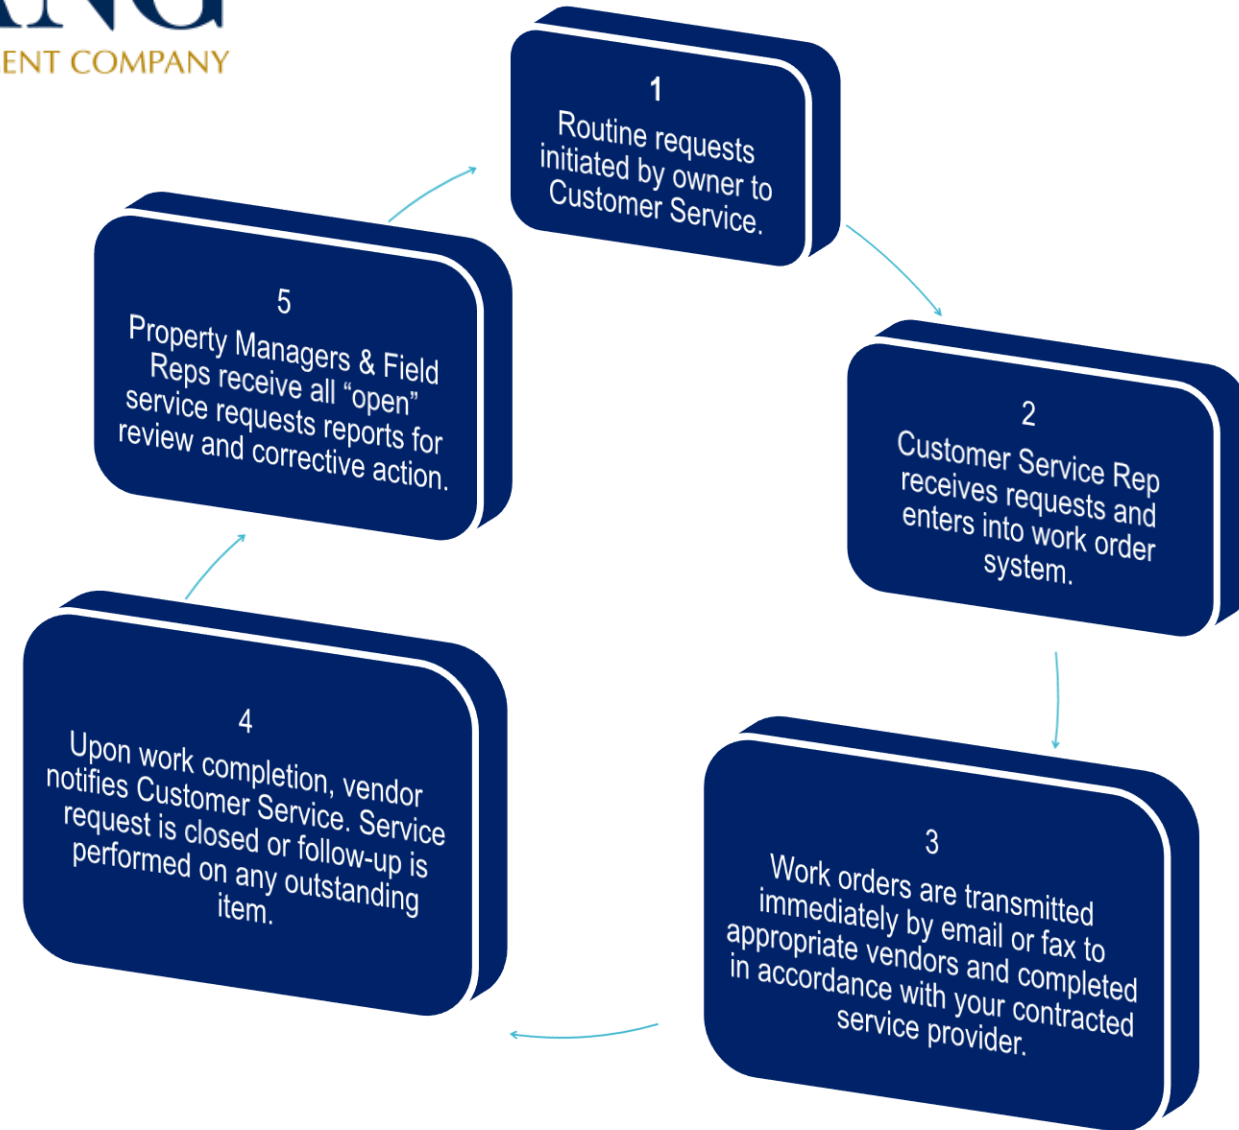 ANG
MENT COMPANY
1
Routine requests
initiated by owner to
Customer Service.
2
Customer Service Rep
receives requests and
enters into work order
system.
3
Work orders are transmitted
immediately by email or fax to
appropriate vendors and completed
in accordance with your contracted
service provider.
4
Upon work completion, vendor
notifies Customer Service. Service
request is closed or follow-up is
performed on any outstanding
item.
5
Property Managers & Field
Reps receive all “open”
service requests reports for
review and corrective action.